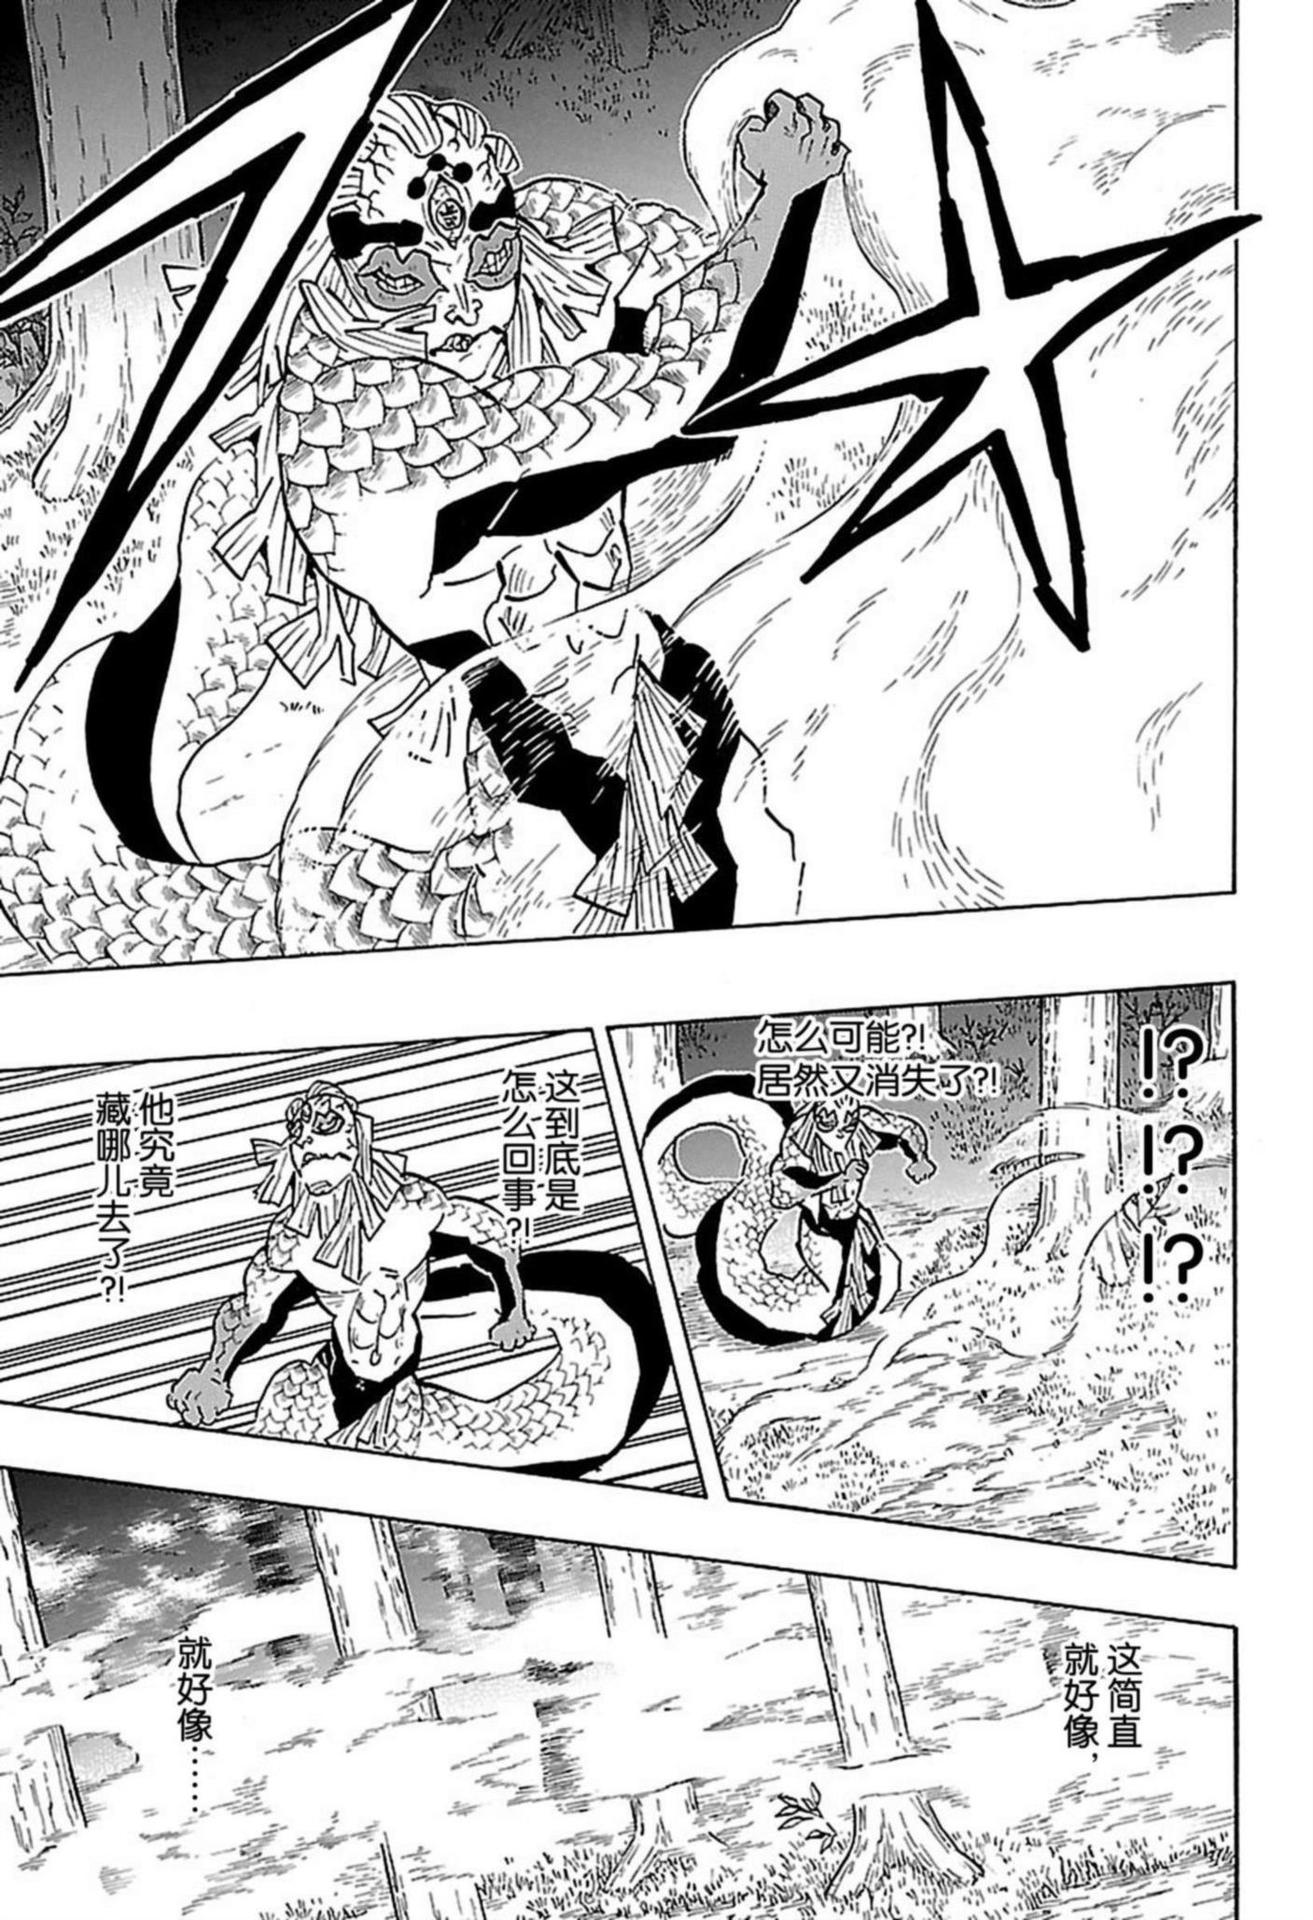 怎么可能?!
居然又消失了?!
!?
!?
!?
这到底是
怎么回事?!
他究竟
藏哪儿去了?!
这简直
就好像，
就好像……